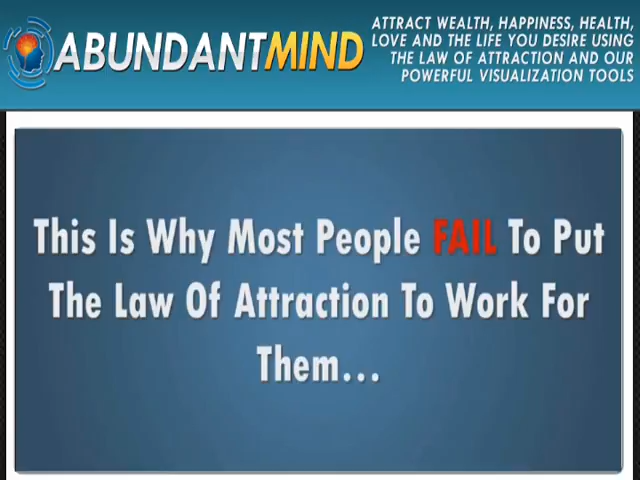 ABUNDANTMIND
ATTRACT WEALTH, HAPPINESS, HEALTH,
LOVE AND THE LIFE YOU DESIRE USING
THE LAW OF ATTRACTION AND OUR
POWERFUL VISUALIZATION TOOLS
This Is Why Most People FAIL To Put
The Law Of Attraction To Work For
Them...